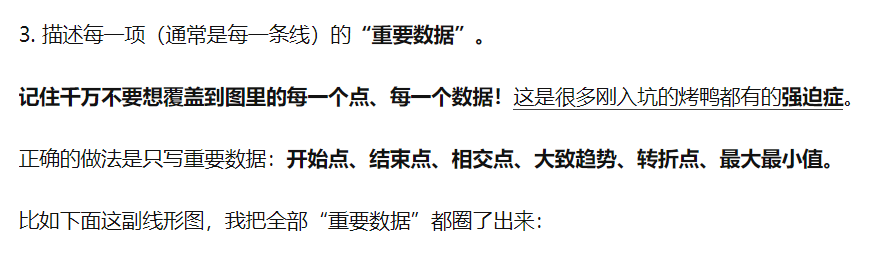 3. 描述每一项（通常是每一条线）的“重要数据”。
记住千万不要想覆盖到图里的每一个点、每一个数据！这是很多刚入坑的烤鸭都有的强迫症。
正确的做法是只写重要数据：开始点、结束点、相交点、大致趋势、转折点、最大最小值。
比如下面这副线形图，我把全部“重要数据”都圈了出来：